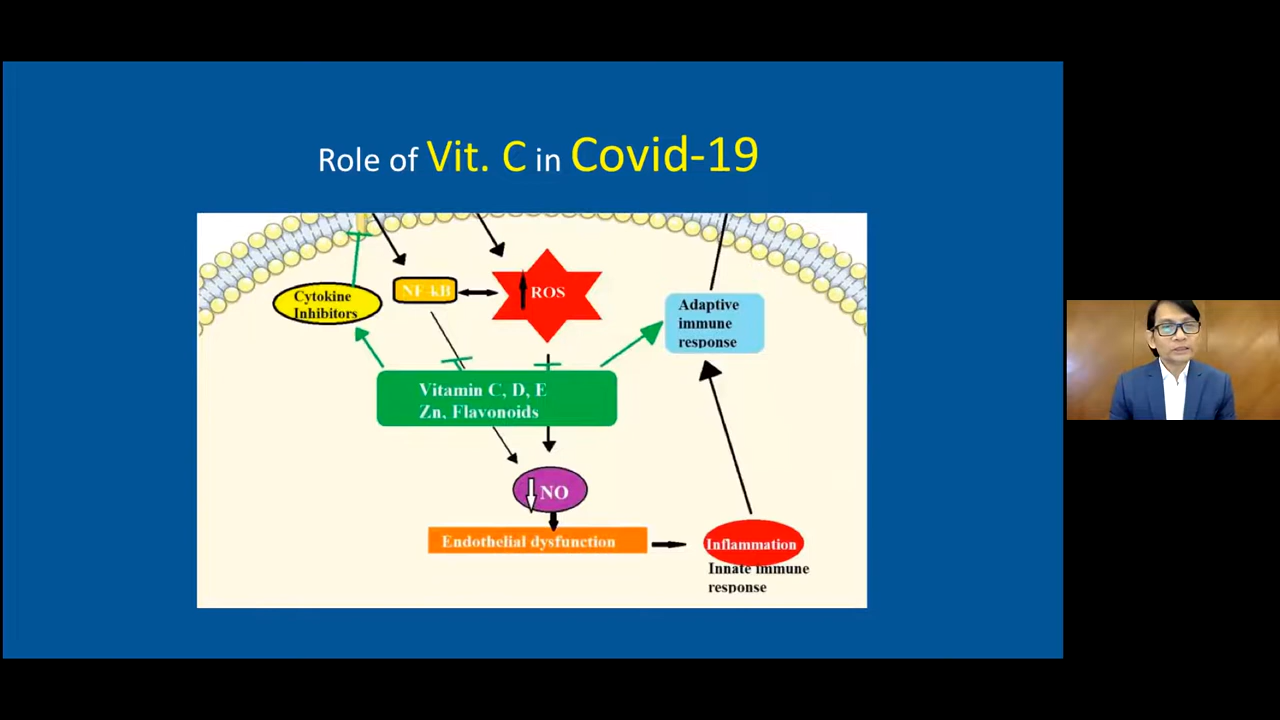 Role of Vit. C in Covid-19
Cytokine
Inhibitors
NF-kB
ROS
Adaptive
immune
response
Vitamin C, D, E
Zn, Flavonoids
NO
Endothelial dysfunction
Inflammation
Innate immune
response